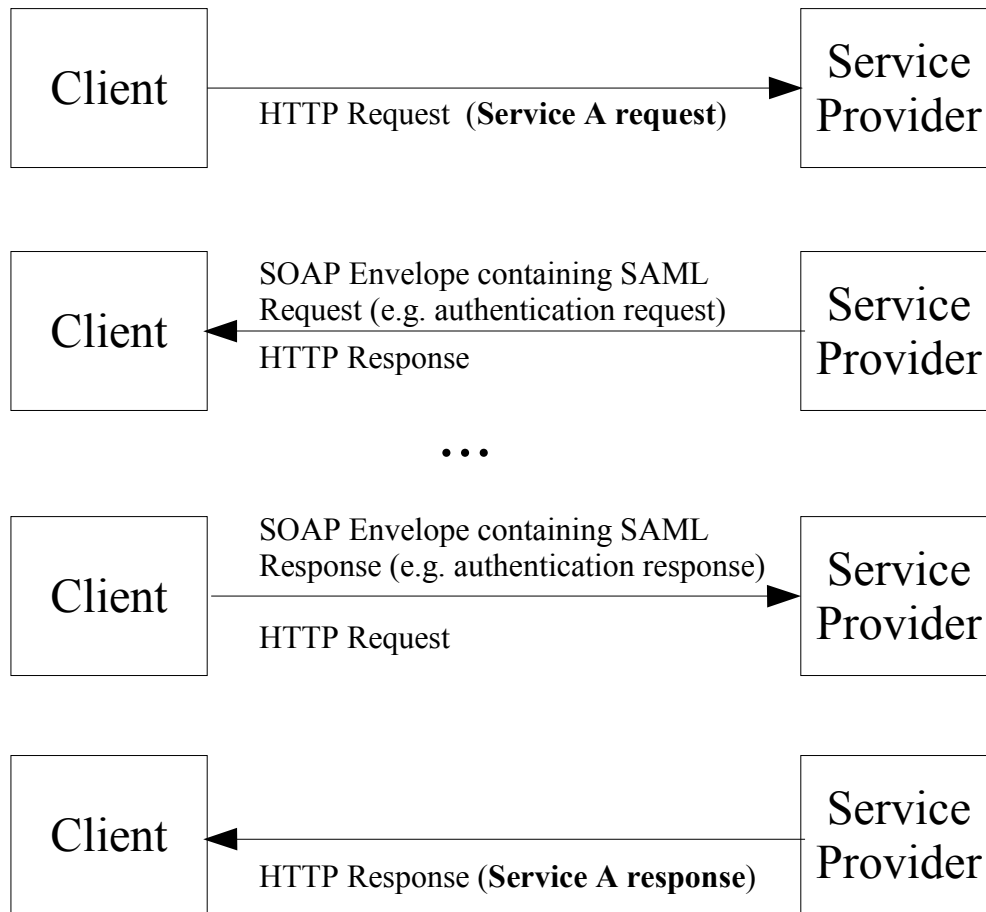 Client
HTTP Request (Service A request)
Service
Provider
Client
SOAP Envelope containing SAML
Request (e.g. authentication request)
HTTP Response
Service
Provider
...
Client
SOAP Envelope containing SAML
Response (e.g. authentication response)
HTTP Request
Service
Provider
Client
HTTP Response (Service A response)
Service
Provider